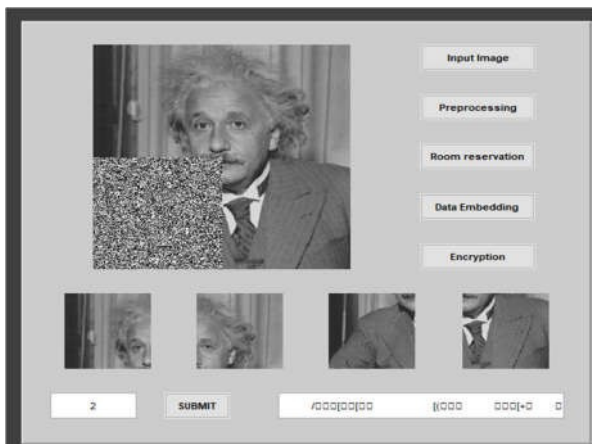 Input Image
Preprocessing
Room reservation
Data Embedding
Encryption
2 SUBMIT